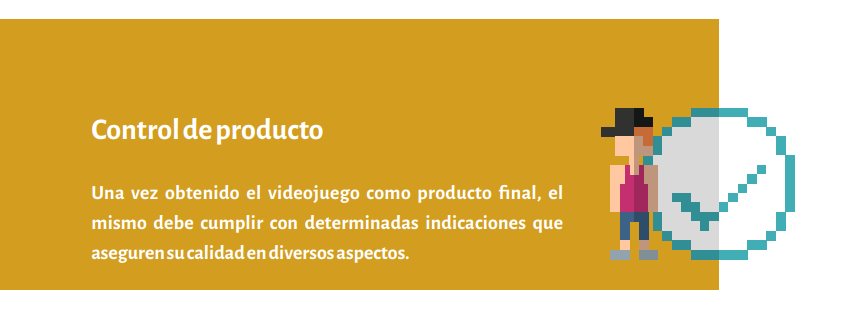 Control de producto
Una vez obtenido el videojuego como producto final, el
mismo debe cumplir con determinadas indicaciones que
aseguren su calidad en diversos aspectos.